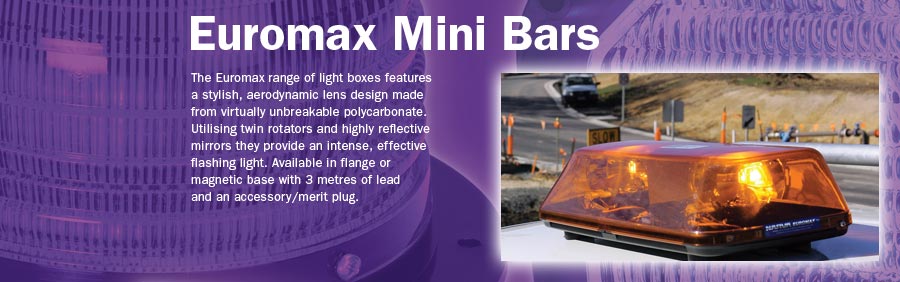 Euromax Mini Bars
The Euromax range of light boxes features
a stylish, aerodynamic lens design made
from virtually unbreakable polycarbonate.
Utilising twin rotators and highly reflective
mirrors they provide an intense, effective
flashing light. Available in flange or
magnetic base with 3 metres of lead
and an accessory/merit plug.
SLOW
NARVA EUROMAX